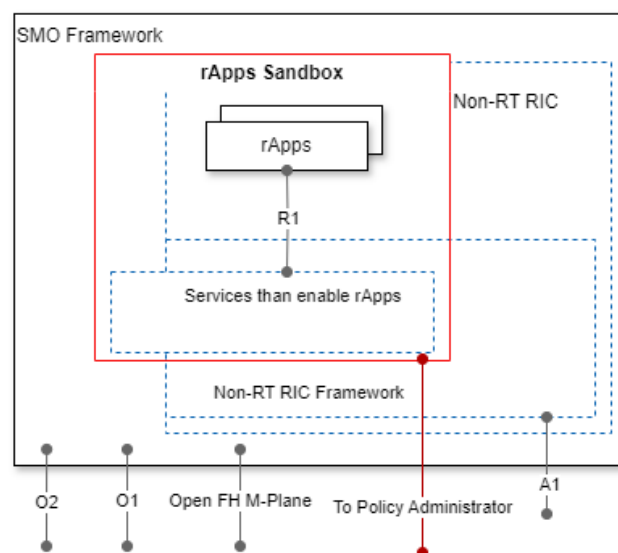 SMO Framework
rApps Sandbox
Non-RT RIC
rApps
R1
Services than enable rApps
Non-RT RIC Framework
O2
O1
Open FH M-Plane
To Policy Administrator
A1